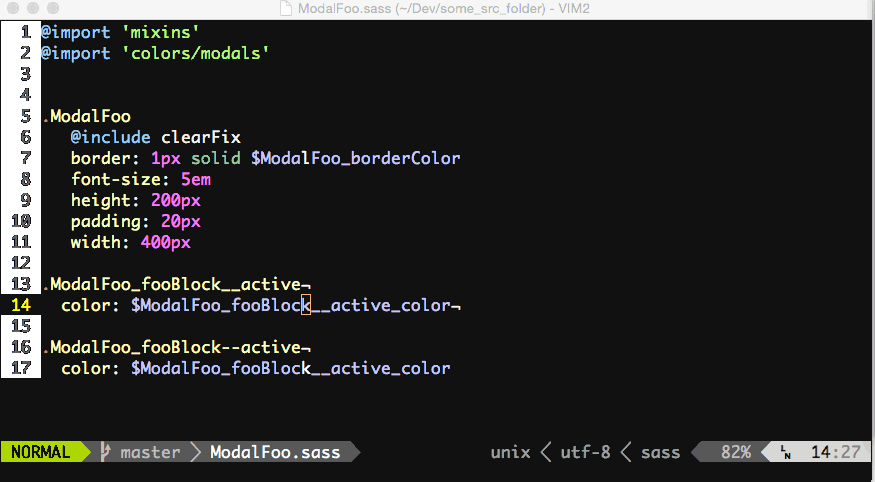 ModalFoo.sass (~/Dev/some_src_folder) - VIM2
1 @import 'mixins'
2 @import 'colors/modals'
3
4
5 .ModalFoo
6 @include clearFix
7 border: 1px solid $ModalFoo_borderColor
8 font-size: 5em
9 height: 200px
10 padding: 20px
11 width: 400px
12
13 .ModalFoo_fooBlock__active¬
14 color: $ModalFoo_fooBlock__active_color¬
15
16 .ModalFoo_fooBlock--active¬
17 color: $ModalFoo_fooBlock__active_color
NORMAL master ModalFoo.sass unix utf-8 sass 82% LN 14:27